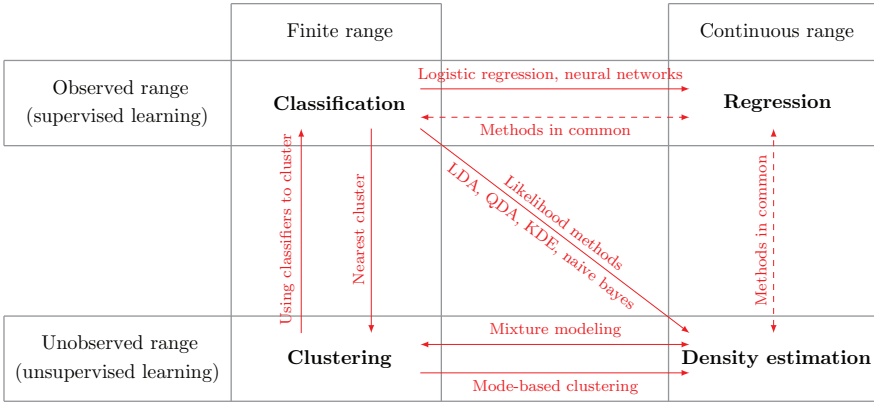 Finite range
Continuous range
Observed range
(supervised learning)
Classification
Logistic regression, neural networks
Methods in common
Regression
Using classifiers to cluster
Nearest cluster
Likelihood methods
LDA, QDA, KDE, naive bayes
Methods in common
Unobserved range
(unsupervised learning)
Clustering
Mixture modeling
Mode-based clustering
Density estimation